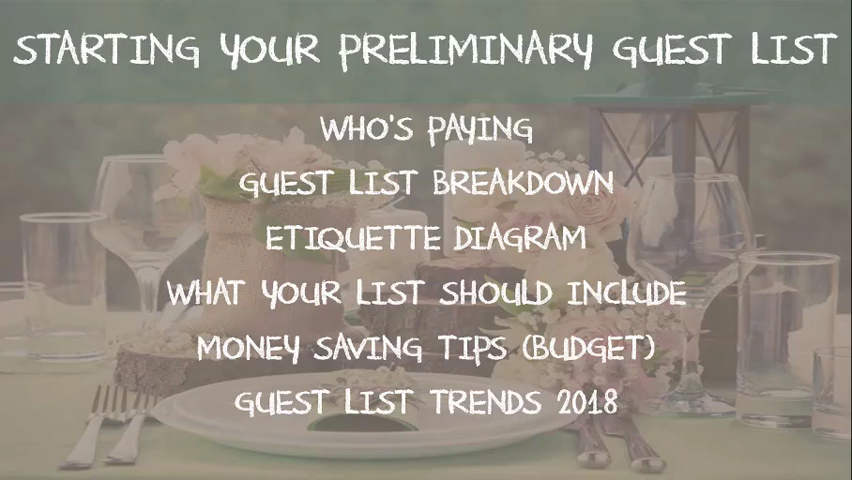 STARTING YOUR PRELIMINARY GUEST LIST
WHO'S PAYING
GUEST LIST BREAKDOWN
ETIQUETTE DIAGRAM
WHAT YOUR LIST SHOULD INCLUDE
MONEY SAVING TIPS (BUDGET)
GUEST LIST TRENDS 2018